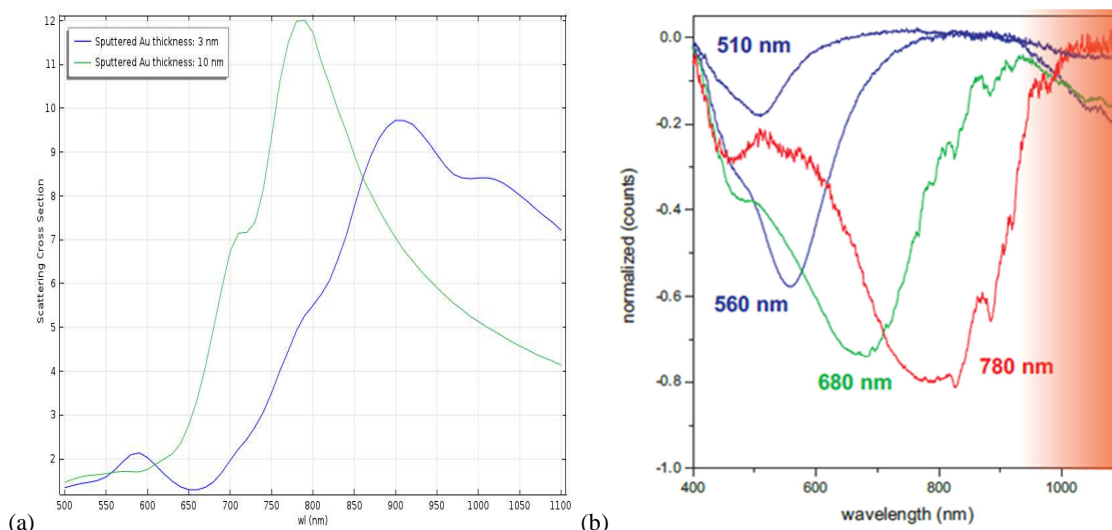 Sputtered Au thickness: 3 nm
Sputtered Au thickness: 10 nm
Scattering Cross Section
12
11
10
9
8
7
6
5
4
3
2
500 550 600 650 700 750 800 850 900 950 1000 1050 1100
wl (nm)
(a)
510 nm
560 nm
680 nm
780 nm
normalized (counts)
0.0
-0.2
-0.4
-0.6
-0.8
-1.0
400 600 800 1000
wavelength (nm)
(b)